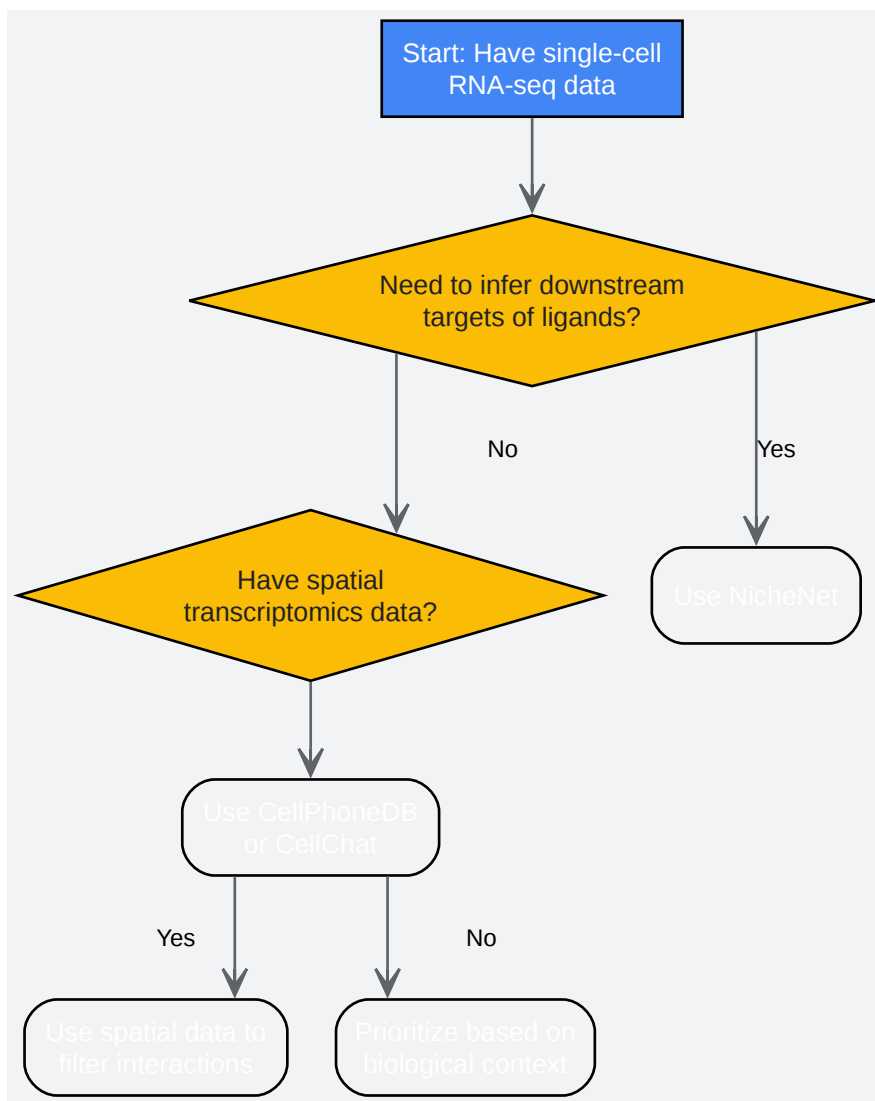 Start: Have single-cell
RNA-seq data
Need to infer downstream
targets of ligands?
No
Yes
Have spatial
transcriptomics data?
Use NicheNet
Use CellPhoneDB
or CellChat
Yes
No
Use spatial data to
filter interactions
Prioritize based on
biological context